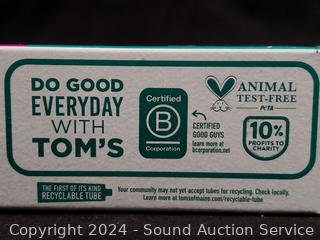 DO GOOD
EVERYDAY
WITH
TOM'S
Certified
B
Corporation
CERTIFIED
GOOD GUYS
learn more at
bcorporation.net
ANIMAL
TEST-FREE
PeTA
10%
PROFITS TO
CHARITY
THE FIRST OF ITS KIND
RECYCLABLE TUBE
Your community may not yet accept tubes for recycling. Check locally.
Learn more at tomsofmaine.com/recyclable-tube
Copyright 2024 - Sound Auction Service